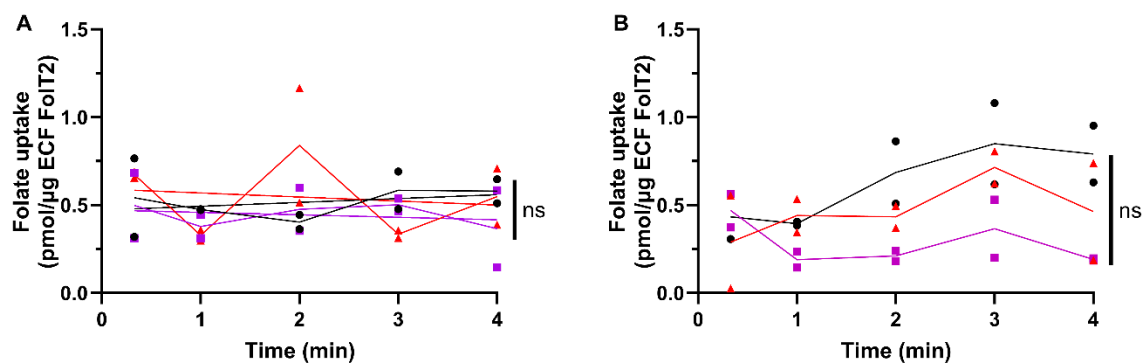 A
Folate uptake
(pmol/µg ECF FolT2)
1.5
1.0
0.5
0.0
0 1 2 3 4
Time (min)
ns
B
Folate uptake
(pmol/µg ECF FolT2)
1.5
1.0
0.5
0.0
0 1 2 3 4
Time (min)
ns